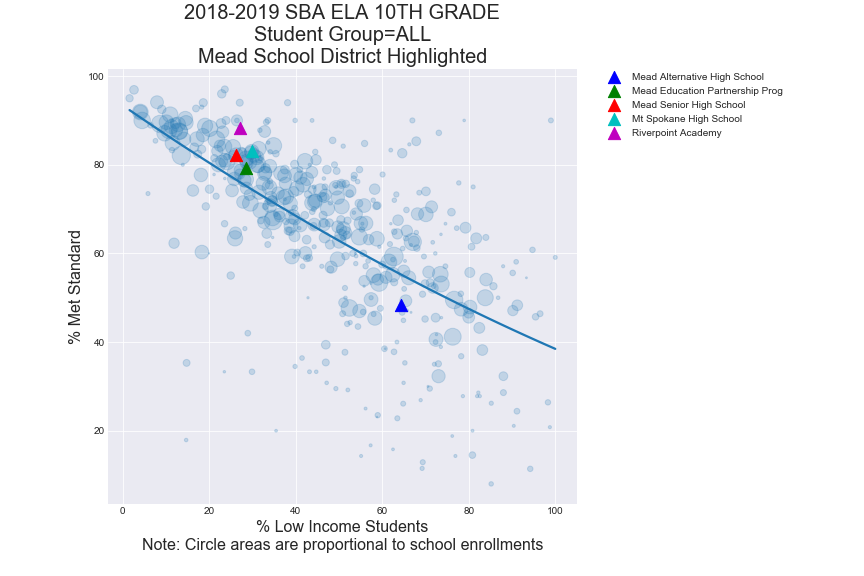 2018-2019 SBA ELA 10TH GRADE
Student Group=ALL
Mead School District Highlighted
Mead Alternative High School
Mead Education Partnership Prog
Mead Senior High School
Mt Spokane High School
Riverpoint Academy
% Met Standard
100
80
60
40
20
0 20 40 60 80 100
% Low Income Students
Note: Circle areas are proportional to school enrollments